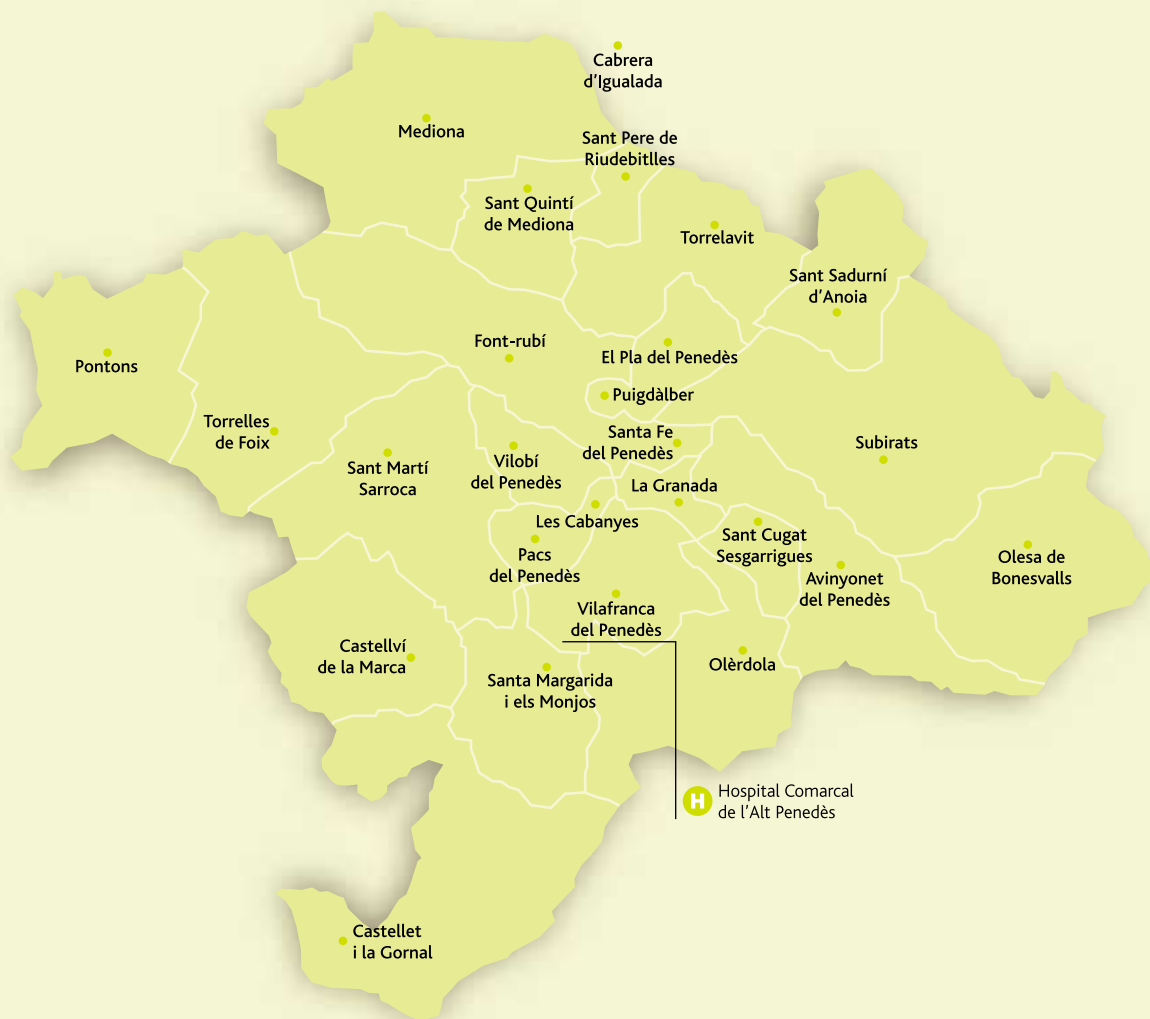 Cabrera
d'Igualada
Mediona
Sant Pere de
Riudebitlles
Sant Quintí
de Mediona
Torrelavit
Sant Sadurní
d'Anoia
Font-rubí
El Pla del Penedès
Pontons
Puigdàlber
Torrelles
de Foix
Santa Fe
del Penedès
Subirats
Sant Martí
Sarroca
Vilobí
del Penedès
La Granada
Les Cabanyes
Sant Cugat
Sesgarrigues
Pacs
del Penedès
Olesa de
Bonesvalls
Avinyonet
del Penedès
Vilafranca
del Penedès
Castellví
de la Marca
Olèrdola
Santa Margarida
i els Monjos
H Hospital Comarcal
de l'Alt Penedès
Castellet
i la Gornal